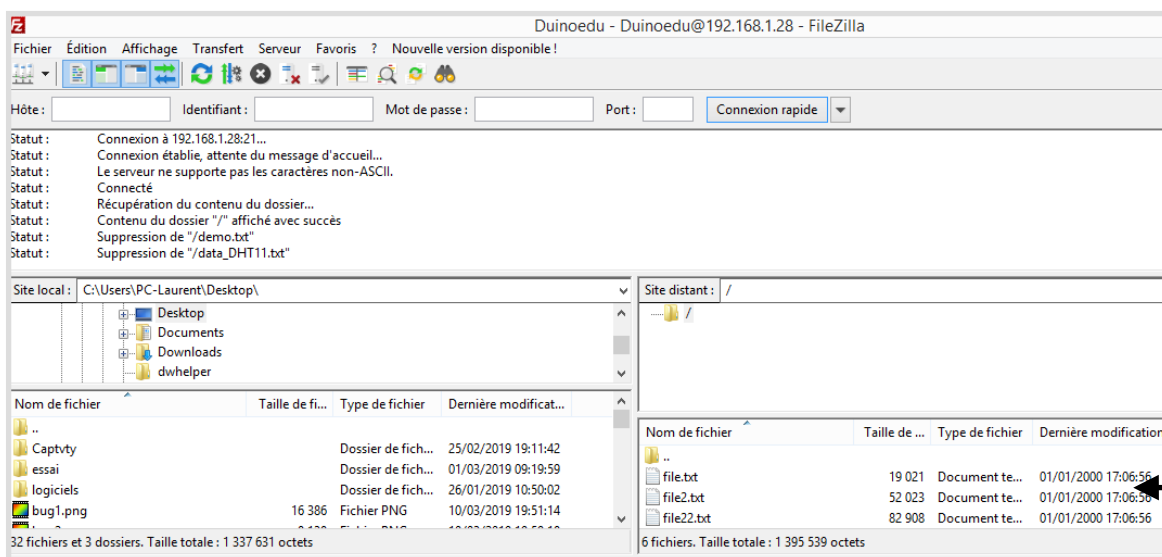 Duinoedu - Duinoedu@192.168.1.28 - FileZilla
Fichier Édition Affichage Transfert Serveur Favoris ? Nouvelle version disponible !
Hôte : Identifiant : Mot de passe : Port : Connexion rapide
Statut : Connexion à 192.168.1.28:21...
Statut : Connexion établie, attente du message d'accueil...
Statut : Le serveur ne supporte pas les caractères non-ASCII.
Statut : Connecté
Statut : Récupération du contenu du dossier...
Statut : Contenu du dossier "/" affiché avec succès
Statut : Suppression de "/demo.txt"
Statut : Suppression de "/data_DHT11.txt"
Site local : C:\Users\PC-Laurent\Desktop\
Desktop
Documents
Downloads
dwhelper
Nom de fichier Taille de fi... Type de fichier Dernière modificat...
..
Captvty Dossier de fich... 25/02/2019 19:11:42
essai Dossier de fich... 01/03/2019 09:19:59
logiciels Dossier de fich... 26/01/2019 10:50:02
bug1.png 16 386 Fichier PNG 10/03/2019 19:51:14
32 fichiers et 3 dossiers. Taille totale : 1 337 631 octets
Site distant : /
/
Nom de fichier Taille de ... Type de fichier Dernière modification
..
file.txt 19 021 Document te... 01/01/2000 17:06:56
file2.txt 52 023 Document te... 01/01/2000 17:06:56
file22.txt 82 908 Document te... 01/01/2000 17:06:56
6 fichiers. Taille totale : 1 395 539 octets